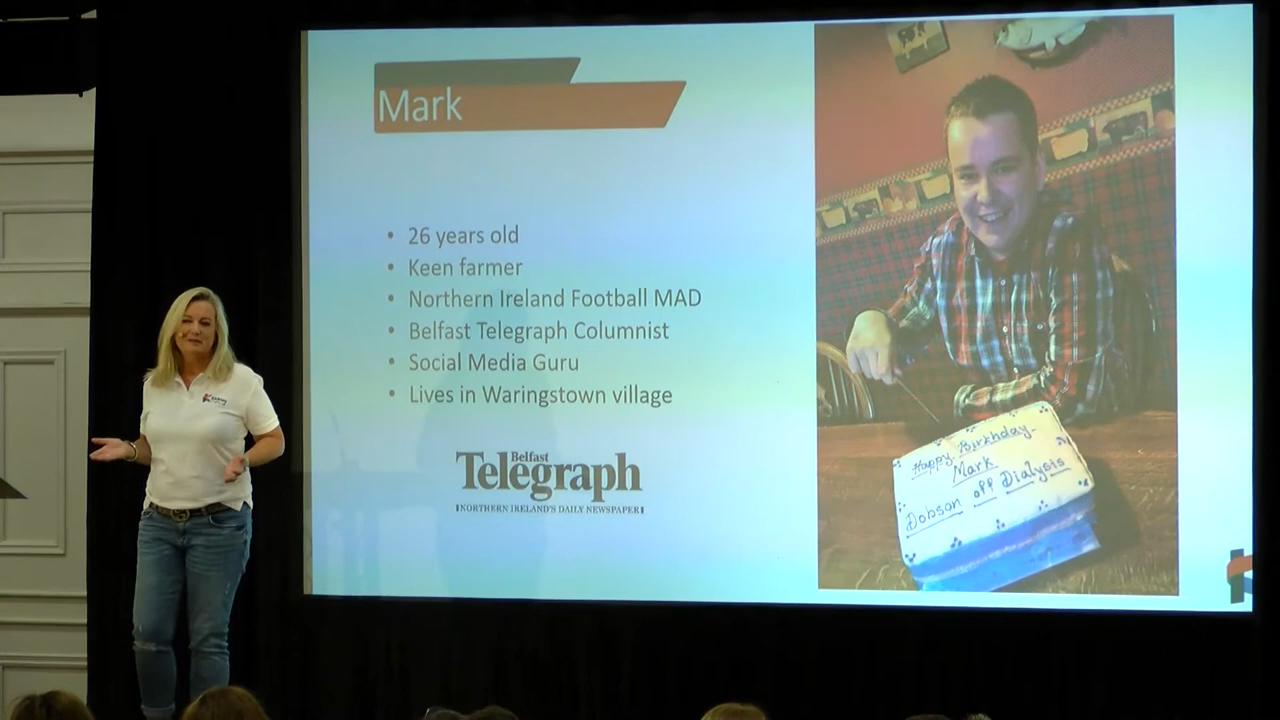 Mark
• 26 years old
• Keen farmer
• Northern Ireland Football MAD
• Belfast Telegraph Columnist
• Social Media Guru
• Lives in Waringstown village
Belfast
Telegraph
NORTHERN IRELAND'S DAILY NEWSPAPER
Happy Birthday
Mark
Dobson off Dialysis